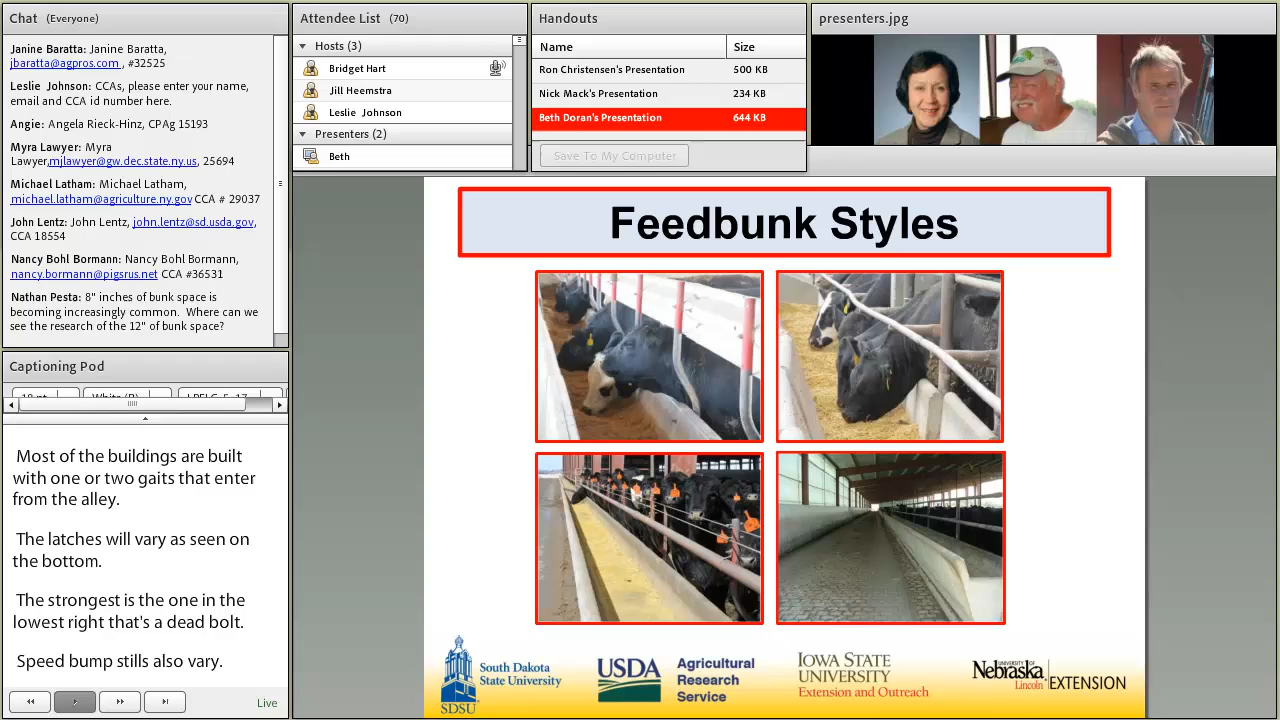 Chat (Everyone)
Janine Baratta: Janine Baratta,
jbaratta@agpros.com , #32525
Leslie Johnson: CCAs, please enter your name,
email and CCA id number here.
Angie: Angela Rieck-Hinz, CPAg 15193
Myra Lawyer: Myra
Lawyer,mjlawyer@gw.dec.state.ny.us, 25694
Michael Latham: Michael Latham,
michael.latham@agriculture.ny.gov CCA # 29037
John Lentz: John Lentz, john.lentz@sd.usda.gov,
CCA 18554
Nancy Bohl Bormann: Nancy Bohl Bormann,
nancy.bormann@pigsrus.net CCA #36531
Nathan Pesta: 8" inches of bunk space is
becoming increasingly common. Where can we
see the research of the 12" of bunk space?
Captioning Pod
18 pt
White (B)
LPELC_5_17
Most of the buildings are built
with one or two gaits that enter
from the alley.
The latches will vary as seen on
the bottom.
The strongest is the one in the
lowest right that's a dead bolt.
Speed bump stills also vary.
Live
Attendee List (70)
Hosts (3)
Bridget Hart
Jill Heemstra
Leslie Johnson
Presenters (2)
Beth
Handouts
Name Size
Ron Christensen's Presentation 500 KB
Nick Mack's Presentation 234 KB
Beth Doran's Presentation 644 KB
Save To My Computer
presenters.jpg
Feedbunk Styles
SDSU
South Dakota
State University
USDA
Agricultural
Research
Service
IOWA STATE
UNIVERSITY
Extension and Outreach
UNIVERSITY OF
Nebraska
Lincoln
EXTENSION